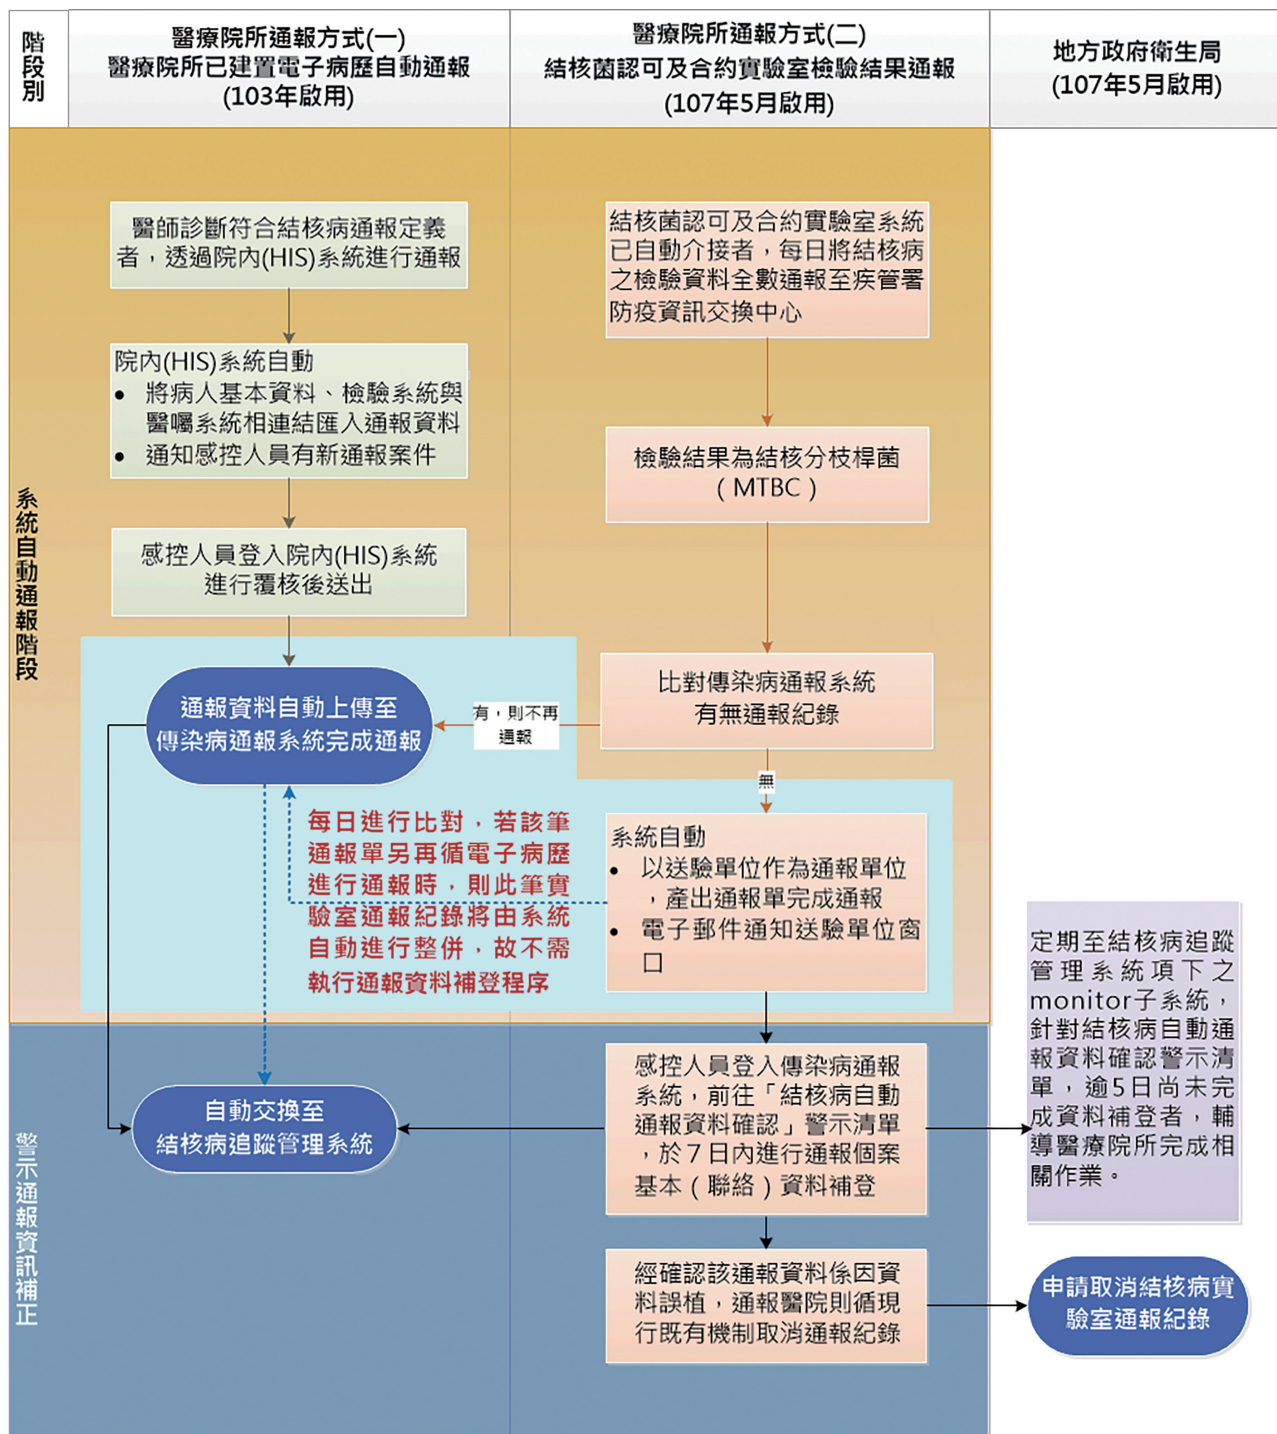 階段別
醫療院所通報方式(一)
醫療院所已建置電子病歷自動通報
(103年啟用)
醫療院所通報方式(二)
結核菌認可及合約實驗室檢驗結果通報
(107年5月啟用)
地方政府衛生局
(107年5月啟用)
系統自動通報階段
醫師診斷符合結核病通報定義
者，透過院內(HIS)系統進行通報
院內(HIS)系統自動
• 將病人基本資料、檢驗系統與
醫囑系統相連結匯入通報資料
• 通知感控人員有新通報案件
感控人員登入院內(HIS)系統
進行覆核後送出
通報資料自動上傳至
傳染病通報系統完成通報
結核菌認可及合約實驗室系統
已自動介接者，每日將結核病
之檢驗資料全數通報至疾管署
防疫資訊交換中心
檢驗結果為結核分枝桿菌
（MTBC）
比對傳染病通報系統
有無通報紀錄
有，則不再
通報
無
每日進行比對，若該筆
通報單另再循電子病歷
進行通報時，則此筆實
驗室通報紀錄將由系統
自動進行整併，故不需
執行通報資料補登程序
系統自動
• 以送驗單位作為通報單位
，產出通報單完成通報
• 電子郵件通知送驗單位窗
口
警示通報資訊補正
自動交換至
結核病追蹤管理系統
感控人員登入傳染病通報
系統，前往「結核病自動
通報資料確認」警示清單
，於７日內進行通報個案
基本（聯絡）資料補登
經確認該通報資料係因資
料誤植，通報醫院則循現
行既有機制取消通報紀錄
定期至結核病追蹤
管理系統項下之
monitor子系統，
針對結核病自動通
報資料確認警示清
單，逾5日尚未完
成資料補登者，輔
導醫療院所完成相
關作業。
申請取消結核病實
驗室通報紀錄